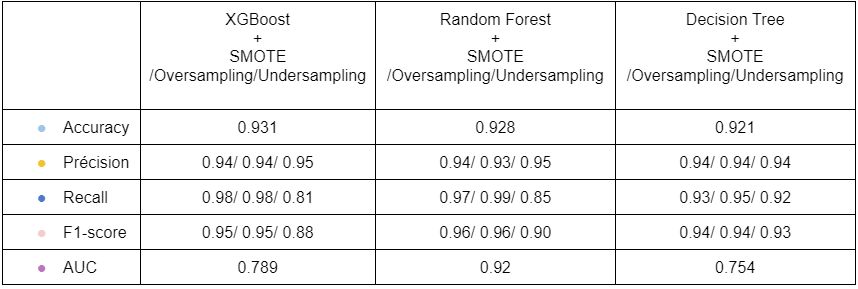 XGBoost
+
SMOTE
/Oversampling/Undersampling
Random Forest
+
SMOTE
/Oversampling/Undersampling
Decision Tree
+
SMOTE
/Oversampling/Undersampling
Accuracy 0.931 0.928 0.921
Précision 0.94/ 0.94/ 0.95 0.94/ 0.93/ 0.95 0.94/ 0.94/ 0.94
Recall 0.98/ 0.98/ 0.81 0.97/ 0.99/ 0.85 0.93/ 0.95/ 0.92
F1-score 0.95/ 0.95/ 0.88 0.96/ 0.96/ 0.90 0.94/ 0.94/ 0.93
AUC 0.789 0.92 0.754